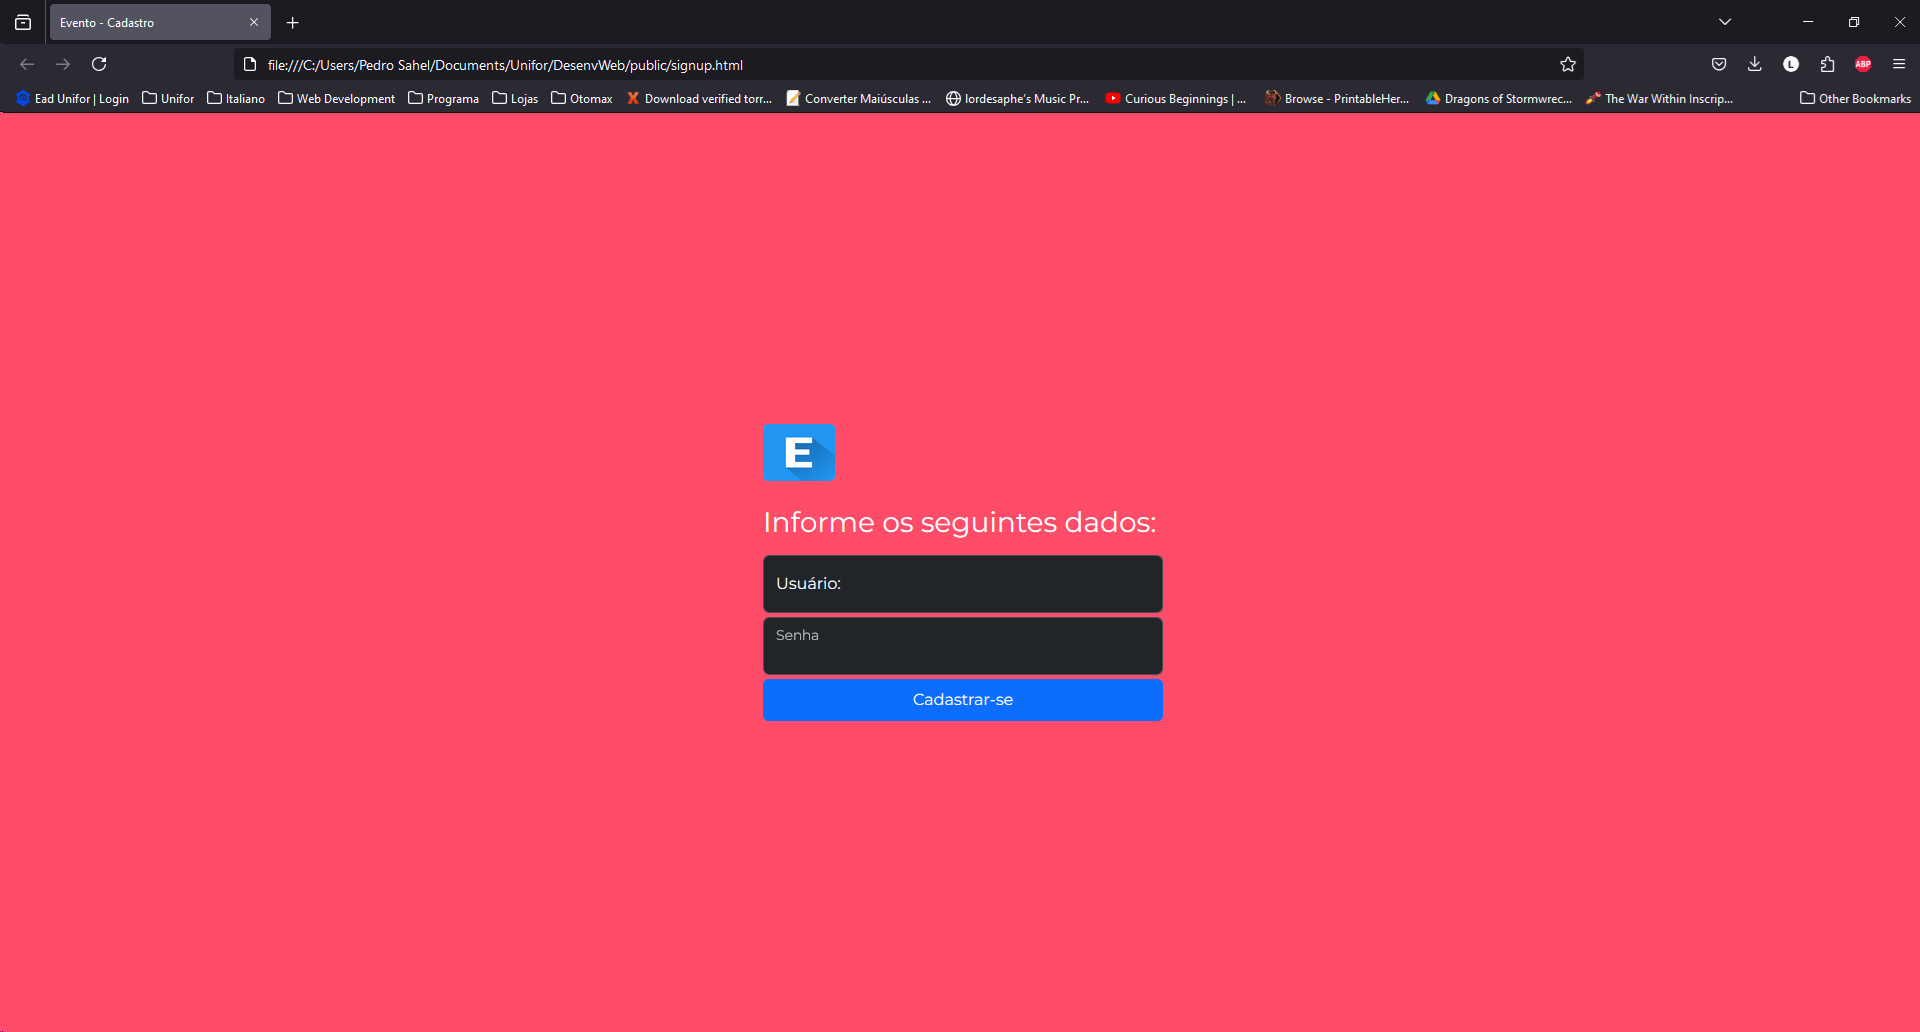 Evento - Cadastro
file:///C:/Users/Pedro Sahel/Documents/Unifor/DesenvWeb/public/signup.html
L
ABP
Ead Unifor | Login Unifor Italiano Web Development Programa Lojas Otomax X Download verified torr... Converter Maiúsculas ... lordesaphe's Music Pr... Curious Beginnings | ... Browse - PrintableHer... Dragons of Stormwrec... The War Within Inscrip... Other Bookmarks
E
Informe os seguintes dados:
Usuário:
Senha
Cadastrar-se